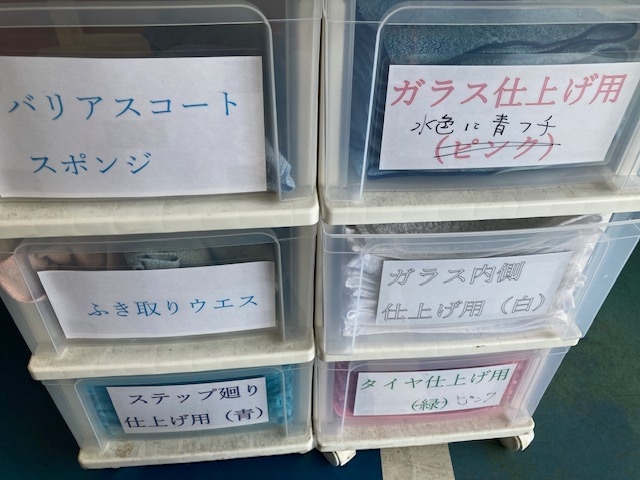 バリアスコート
スポンジ
ガラス仕上げ用
水色に青フチ
(ピンク)
ふき取りウエス
ガラス内側
仕上げ用（白）
ステップ廻り
仕上げ用（青）
タイヤ仕上げ用
(緑) ピンク